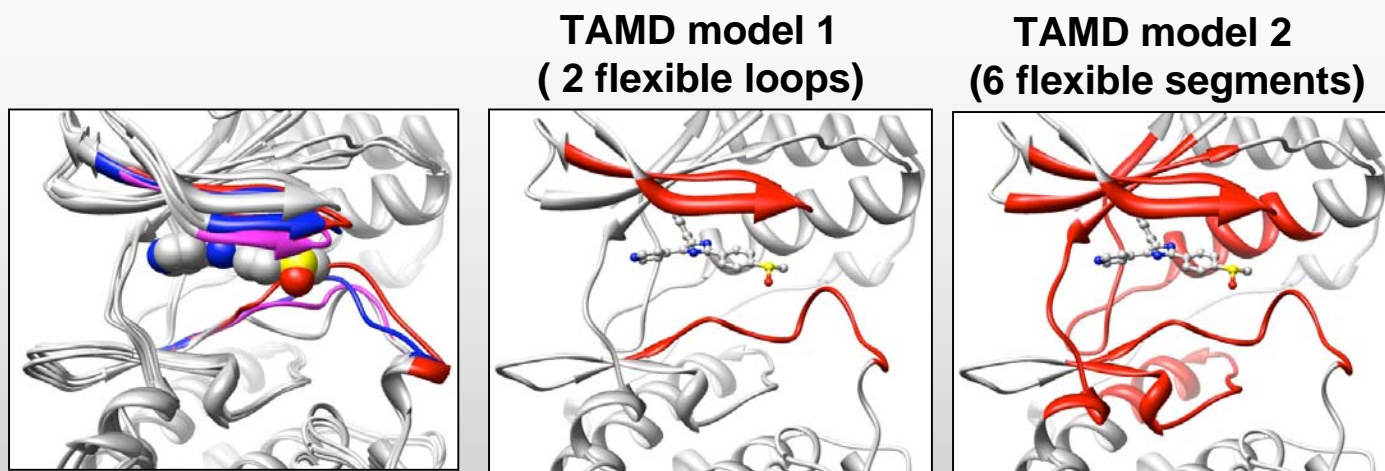 TAMD model 1
( 2 flexible loops)
TAMD model 2
(6 flexible segments)